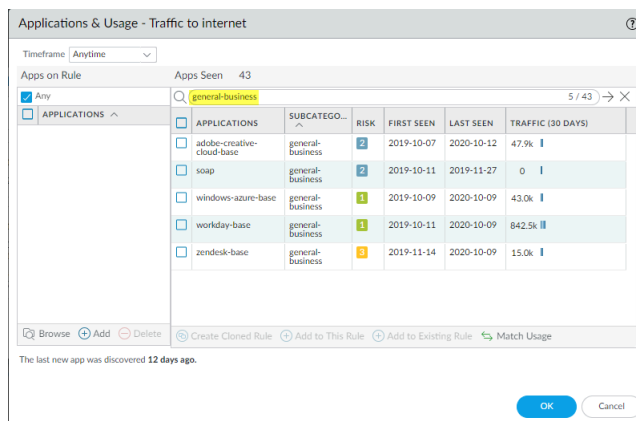 Applications & Usage - Traffic to internet
Timeframe Anytime
Apps on Rule Apps Seen 43
Any general-business 5 / 43
APPLICATIONS APPLICATIONS SUBCATEGO... RISK FIRST SEEN LAST SEEN TRAFFIC (30 DAYS)
adobe-creative-cloud-base general-business 2 2019-10-07 2020-10-12 47.9k
soap general-business 2 2019-10-11 2019-11-27 0
windows-azure-base general-business 1 2019-10-09 2020-10-09 43.0k
workday-base general-business 1 2019-10-11 2020-10-09 842.5k
zendesk-base general-business 3 2019-11-14 2020-10-09 15.0k
Browse Add Delete Create Cloned Rule Add to This Rule Add to Existing Rule Match Usage
The last new app was discovered 12 days ago.
OK Cancel